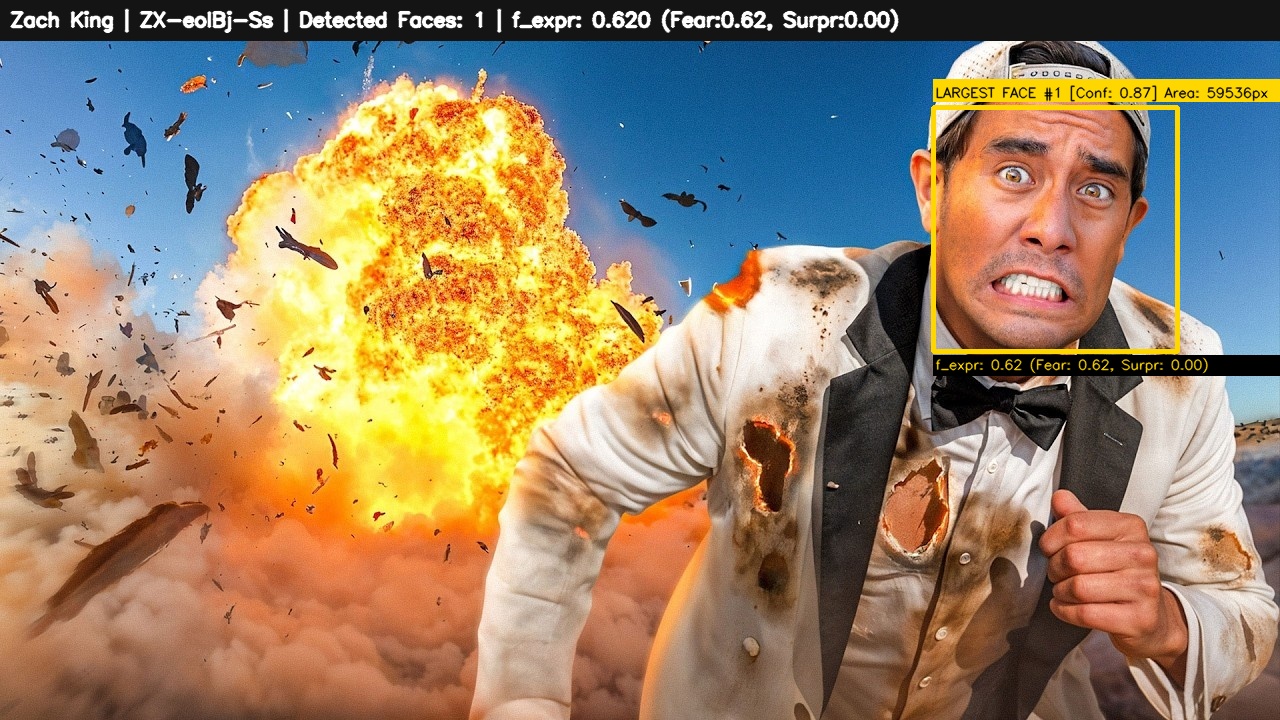 Zach King | ZX-eolBj-Ss | Detected Faces: 1 | f_expr: 0.620 (Fear:0.62, Surpr:0.00)
LARGEST FACE #1 [Conf: 0.87] Area: 59536px
f_expr: 0.62 (Fear: 0.62, Surpr: 0.00)